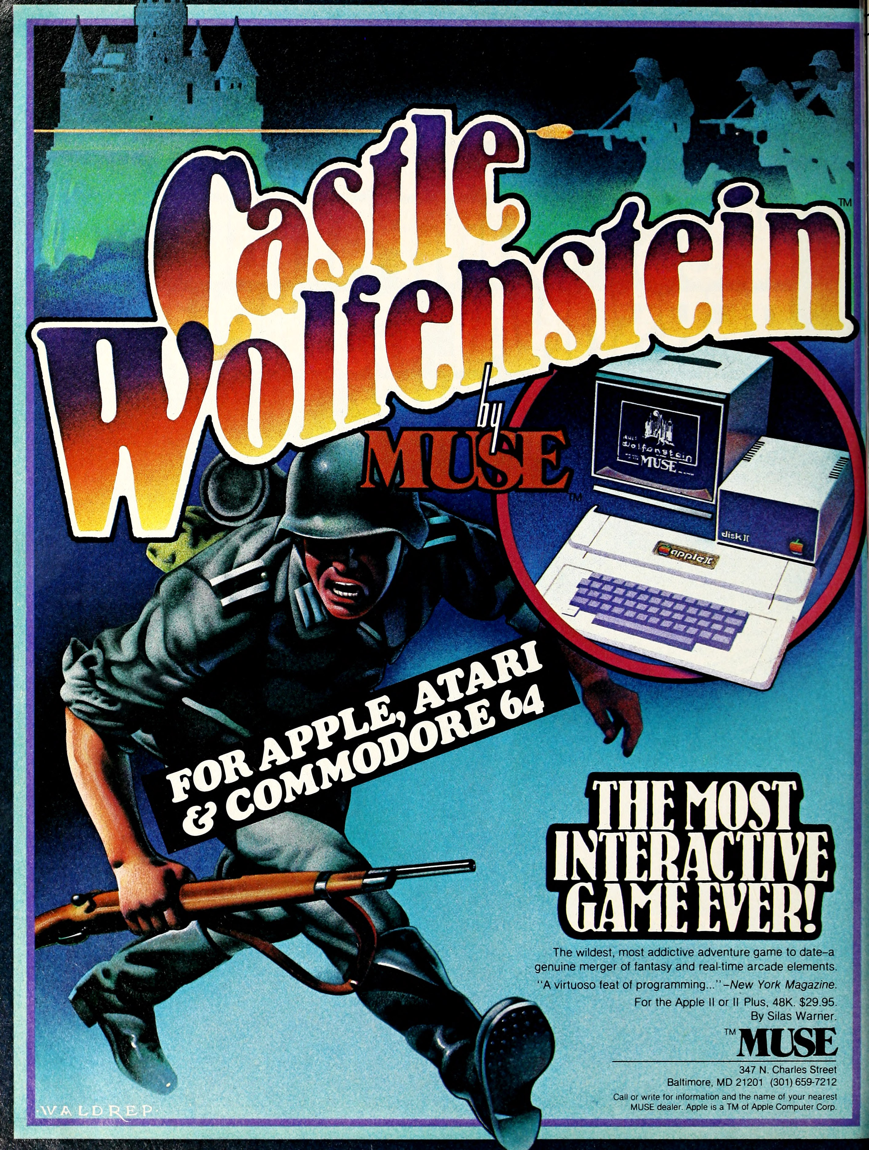 Castle
Wolfenstein
TM
by
MUSE
TM
Wolfenstein
MUSE
disk ][
apple ][
FOR APPLE, ATARI
& COMMODORE 64
THE MOST
INTERACTIVE
GAME EVER!
The wildest, most addictive adventure game to date–a
genuine merger of fantasy and real-time arcade elements.
"A virtuoso feat of programming..."–New York Magazine.
For the Apple II or II Plus, 48K. $29.95.
By Silas Warner.
TM MUSE
347 N. Charles Street
Baltimore, MD 21201 (301) 659-7212
Call or write for information and the name of your nearest
MUSE dealer. Apple is a TM of Apple Computer Corp.
WALDREP